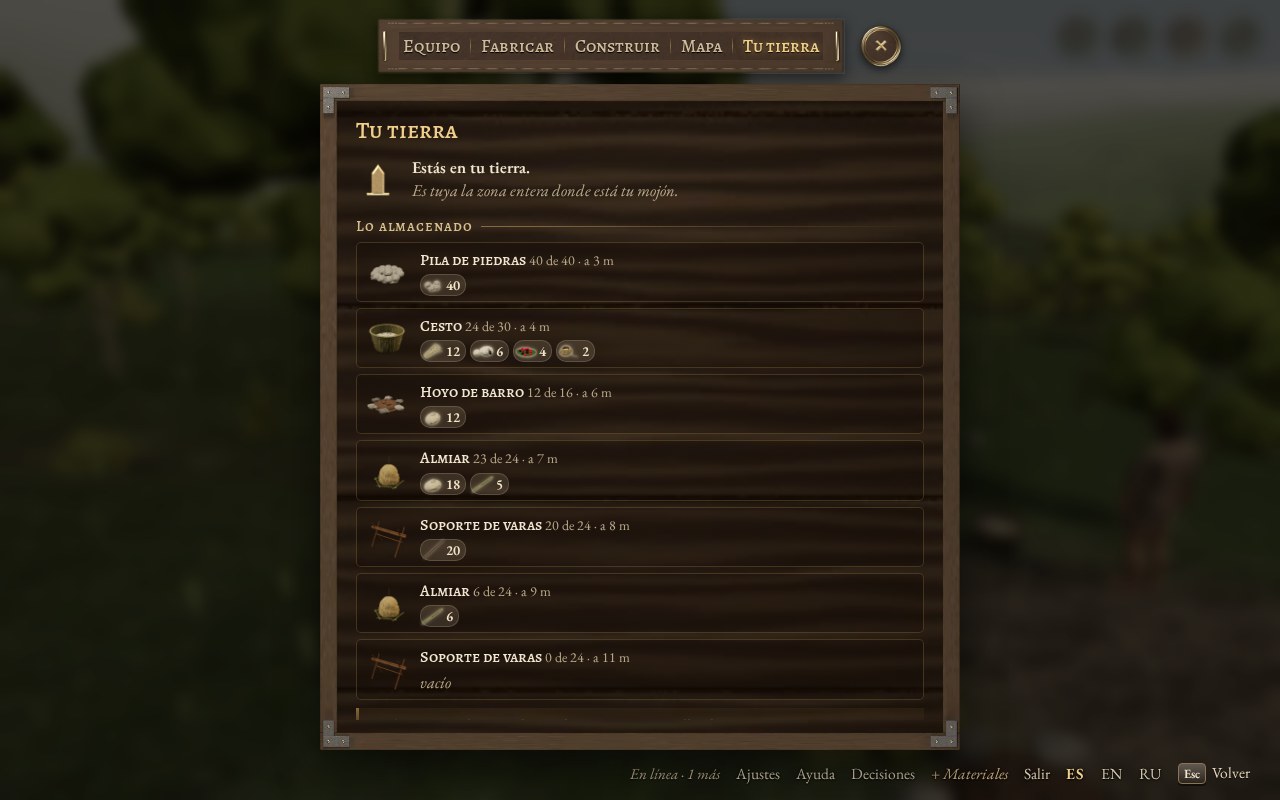 Equipo Fabricar Construir Mapa Tu tierra ×
Tu tierra
Estás en tu tierra.
Es tuya la zona entera donde está tu mojón.
Lo almacenado
Pila de piedras 40 de 40 · a 3 m
40
Cesto 24 de 30 · a 4 m
12 6 4 2
Hoyo de barro 12 de 16 · a 6 m
12
Almiar 23 de 24 · a 7 m
18 5
Soporte de varas 20 de 24 · a 8 m
20
Almiar 6 de 24 · a 9 m
6
Soporte de varas 0 de 24 · a 11 m
vacío
En línea · 1 más Ajustes Ayuda Decisiones + Materiales Salir ES EN RU Esc Volver